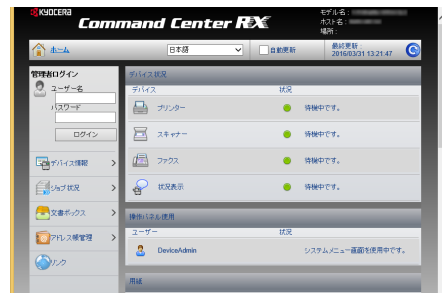 KYOCERA
Command Center RX
モデル名 :
ホスト名 :
場所 :
ホーム
日本語
自動更新
最終更新 :
2016/03/31 13:21:47
管理者ログイン
ユーザー名
パスワード
ログイン
デバイス情報
ジョブ状況
文書ボックス
アドレス帳管理
リンク
デバイス状況
デバイス 状況
プリンター 待機中です。
スキャナー 待機中です。
ファクス 待機中です。
状況表示 待機中です。
操作パネル使用
ユーザー 状況
DeviceAdmin システムメニュー画面を使用中です。
用紙